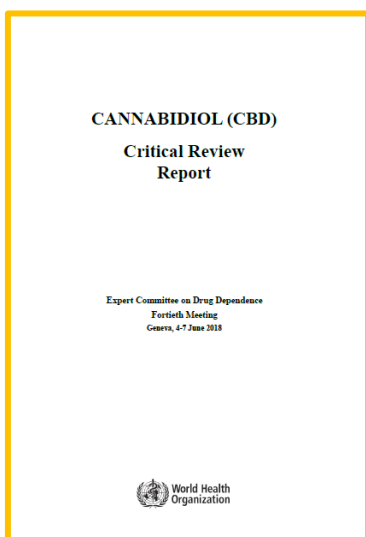 CANNABIDIOL (CBD)
Critical Review
Report
Expert Committee on Drug Dependence
Fortieth Meeting
Geneva, 4-7 June 2018
World Health
Organization